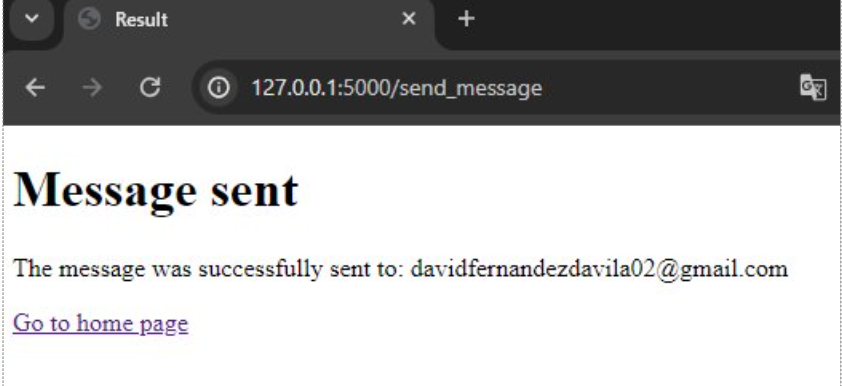 Result
127.0.0.1:5000/send_message
Message sent
The message was successfully sent to: davidfernandezdavila02@gmail.com
Go to home page